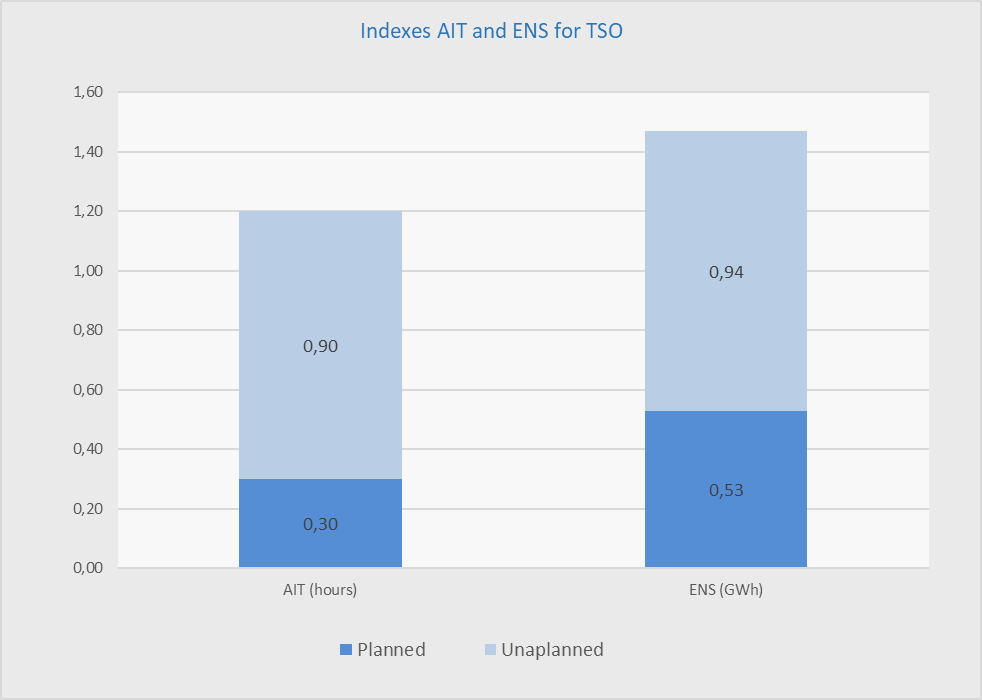 Indexes AIT and ENS for TSO
1,60
1,40
1,20
1,00
0,80
0,60
0,40
0,20
0,00
0,90
0,30
0,94
0,53
AIT (hours)
ENS (GWh)
Planned
Unaplanned